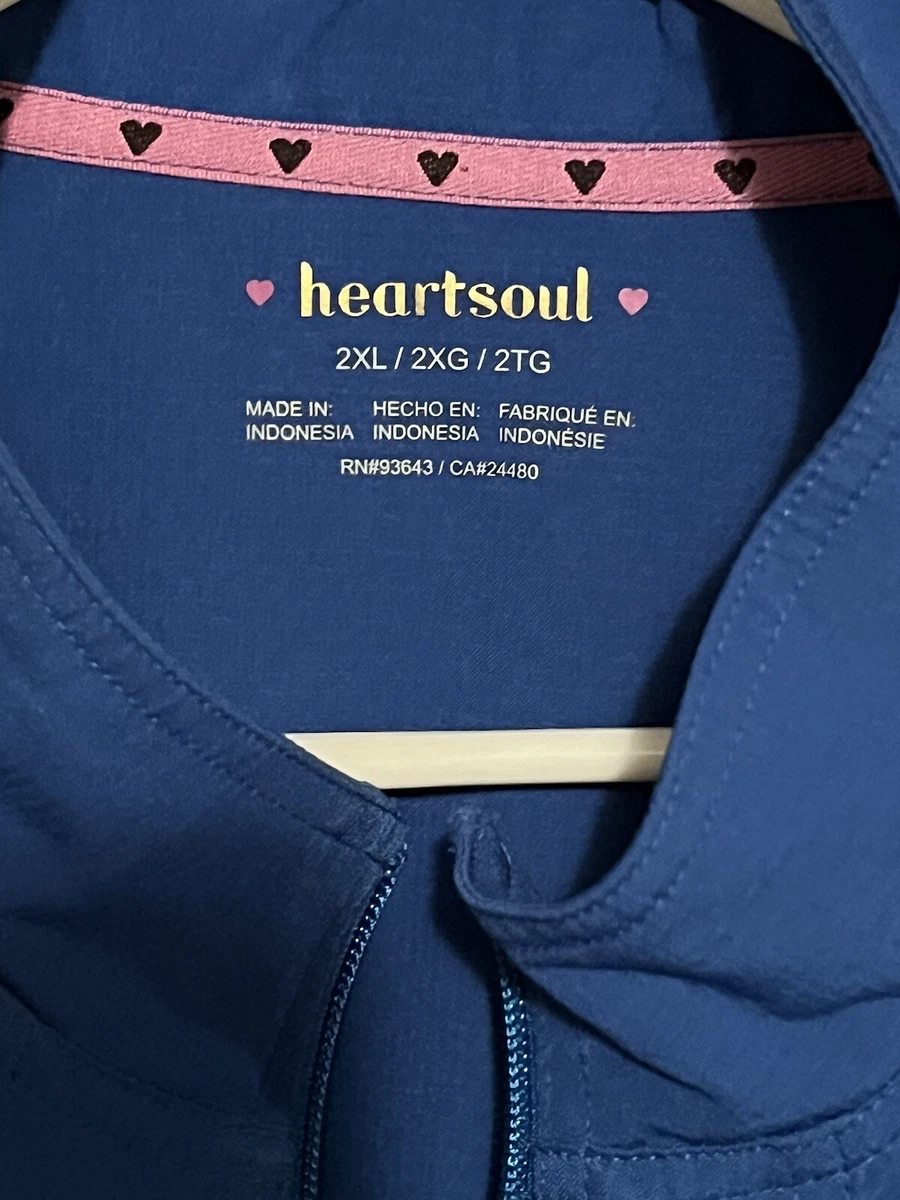 heartsoul
2XL / 2XG / 2TG
MADE IN: HECHO EN: FABRIQUÉ EN:
INDONESIA INDONESIA INDONÉSIE
RN#93643 / CA#24480